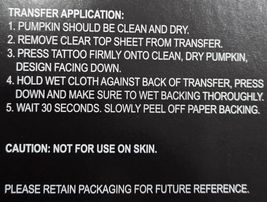 TRANSFER APPLICATION:
1. PUMPKIN SHOULD BE CLEAN AND DRY.
2. REMOVE CLEAR TOP SHEET FROM TRANSFER.
3. PRESS TATTOO FIRMLY ONTO CLEAN, DRY PUMPKIN,
DESIGN FACING DOWN.
4. HOLD WET CLOTH AGAINST BACK OF TRANSFER, PRESS
DOWN AND MAKE SURE TO WET BACKING THOROUGHLY.
5. WAIT 30 SECONDS. SLOWLY PEEL OFF PAPER BACKING.
CAUTION: NOT FOR USE ON SKIN.
PLEASE RETAIN PACKAGING FOR FUTURE REFERENCE.